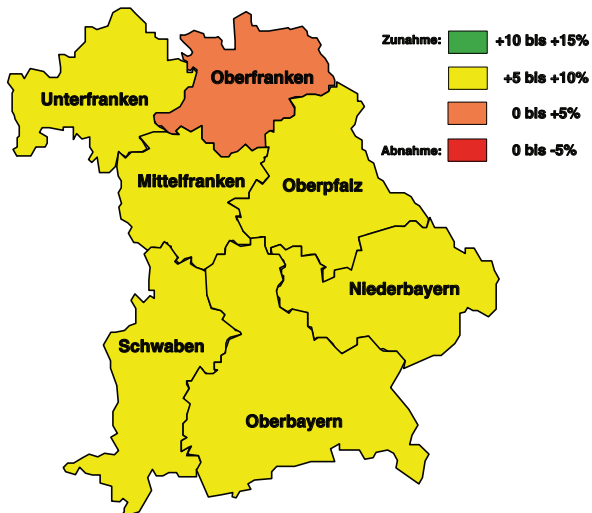 Zunahme: +10 bis +15%
+5 bis +10%
0 bis +5%
Abnahme: 0 bis -5%
Oberfranken
Unterfranken
Mittelfranken
Oberpfalz
Niederbayern
Schwaben
Oberbayern